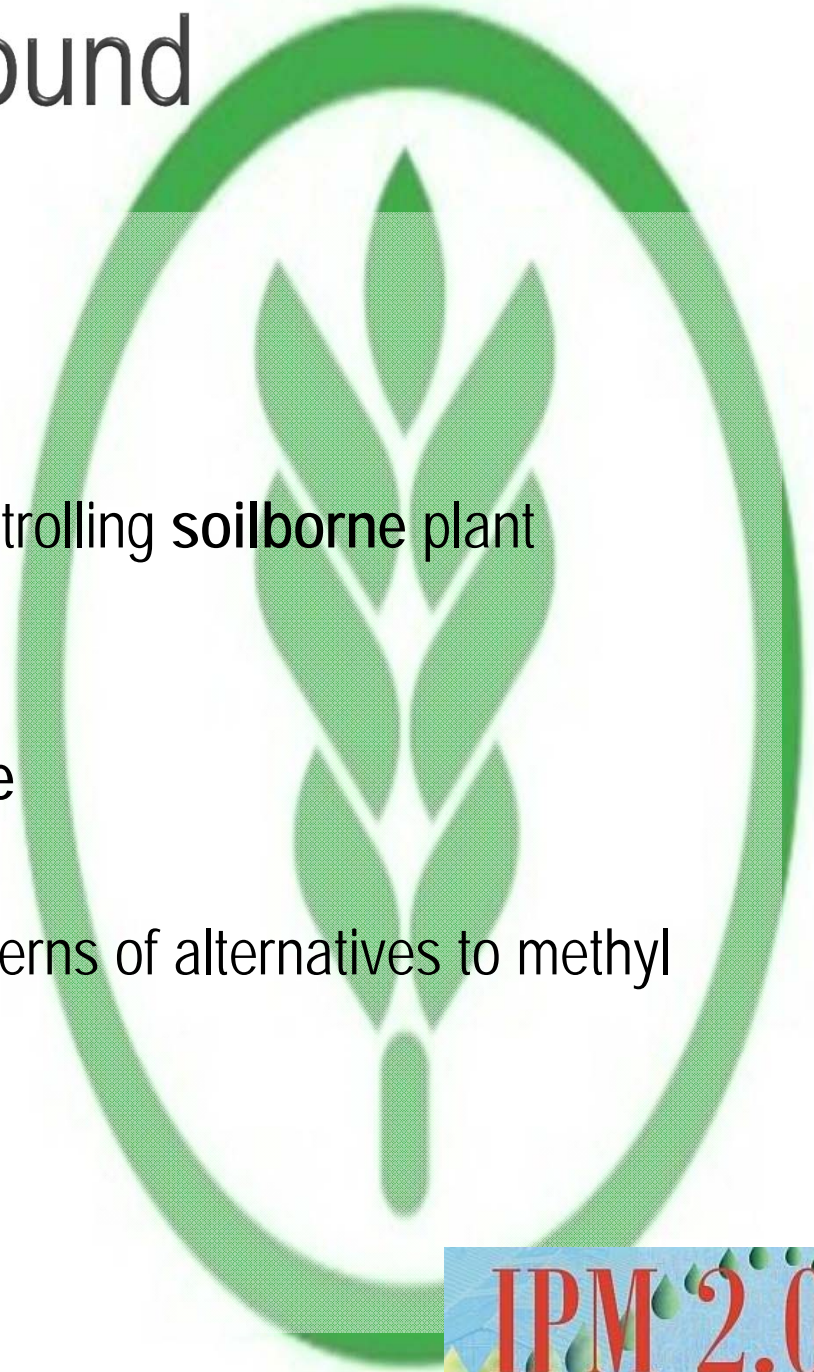 ound
trolling soilborne plant
e
erns of alternatives to methyl
IPM 2.0